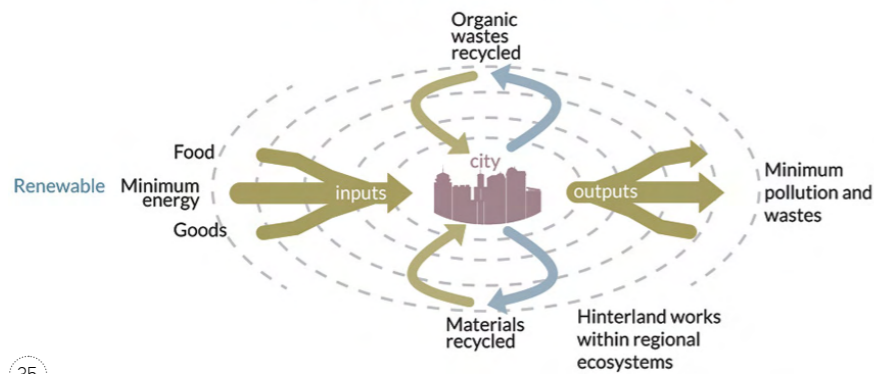 Organic
wastes
recycled
city
Food
Renewable
Minimum
energy
Goods
inputs
outputs
Minimum
pollution and
wastes
Materials
recycled
Hinterland works
within regional
ecosystems
25